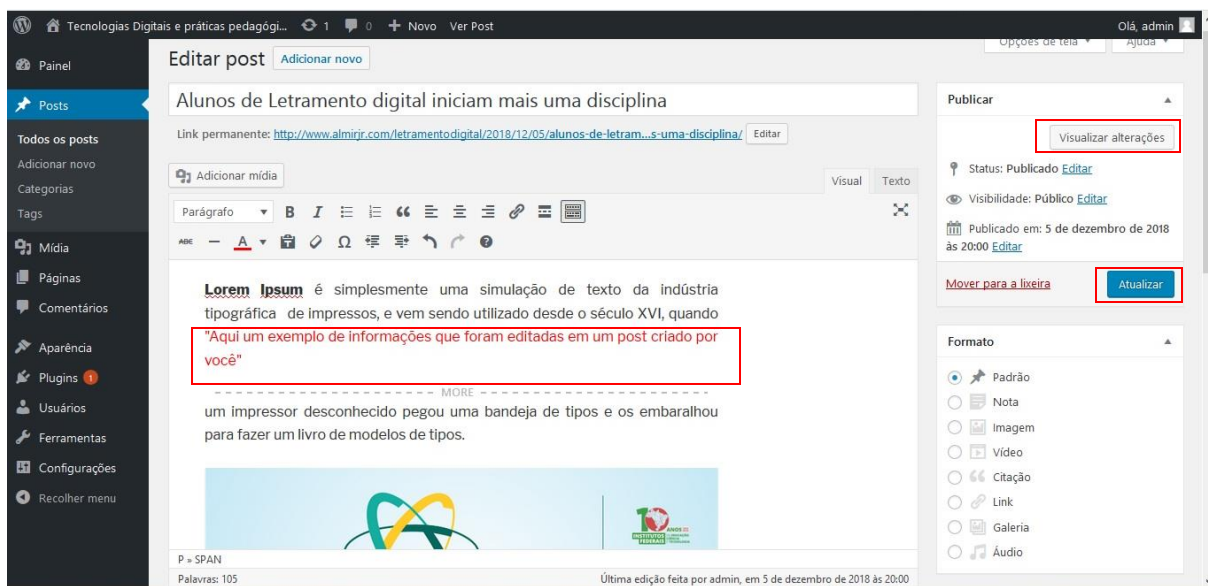 Tecnologias Digitais e práticas pedagógi... 1 0 + Novo Ver Post Olá, admin
Painel
Posts
Todos os posts
Adicionar novo
Categorias
Tags
Mídia
Páginas
Comentários
Aparência
Plugins 1
Usuários
Ferramentas
Configurações
Recolher menu
Opções de tela Ajuda
Editar post Adicionar novo
Alunos de Letramento digital iniciam mais uma disciplina
Link permanente: http://www.almirjr.com/letramentodigital/2018/12/05/alunos-de-letram...s-uma-disciplina/ Editar
Adicionar mídia
Visual Texto
Parágrafo B I
ABC A Ω
Lorem Ipsum é simplesmente uma simulação de texto da indústria
tipográfica de impressos, e vem sendo utilizado desde o século XVI, quando
"Aqui um exemplo de informações que foram editadas em um post criado por
você"
MORE
um impressor desconhecido pegou uma bandeja de tipos e os embaralhou
para fazer um livro de modelos de tipos.
10 ANOS
INSTITUTOS
FEDERAIS
P » SPAN
Palavras: 105 Última edição feita por admin, em 5 de dezembro de 2018 às 20:00
Publicar
Visualizar alterações
Status: Publicado Editar
Visibilidade: Público Editar
Publicado em: 5 de dezembro de 2018
às 20:00 Editar
Mover para a lixeira Atualizar
Formato
Padrão
Nota
Imagem
Vídeo
Citação
Link
Galeria
Áudio